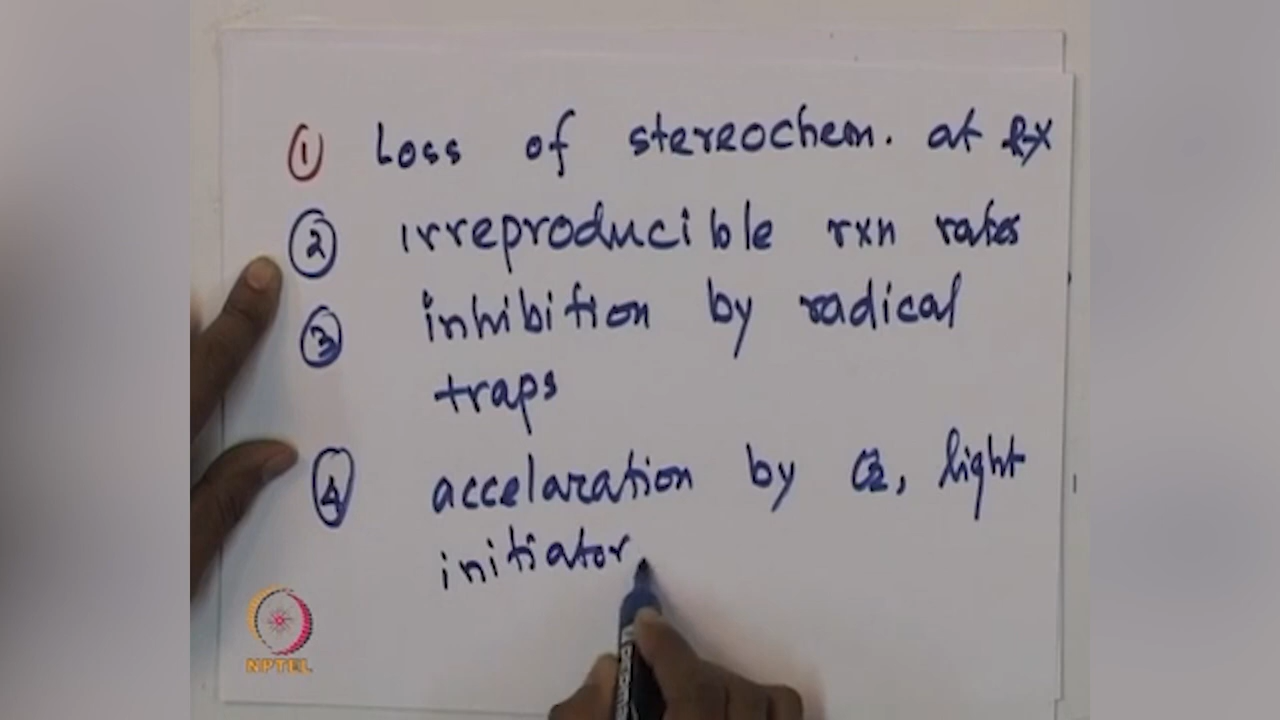 ① Loss of stereochem. at R-X
② irreproducible rxn rates
③ inhibition by radical
traps
④ accelaration by O2, light
initiator
NPTEL